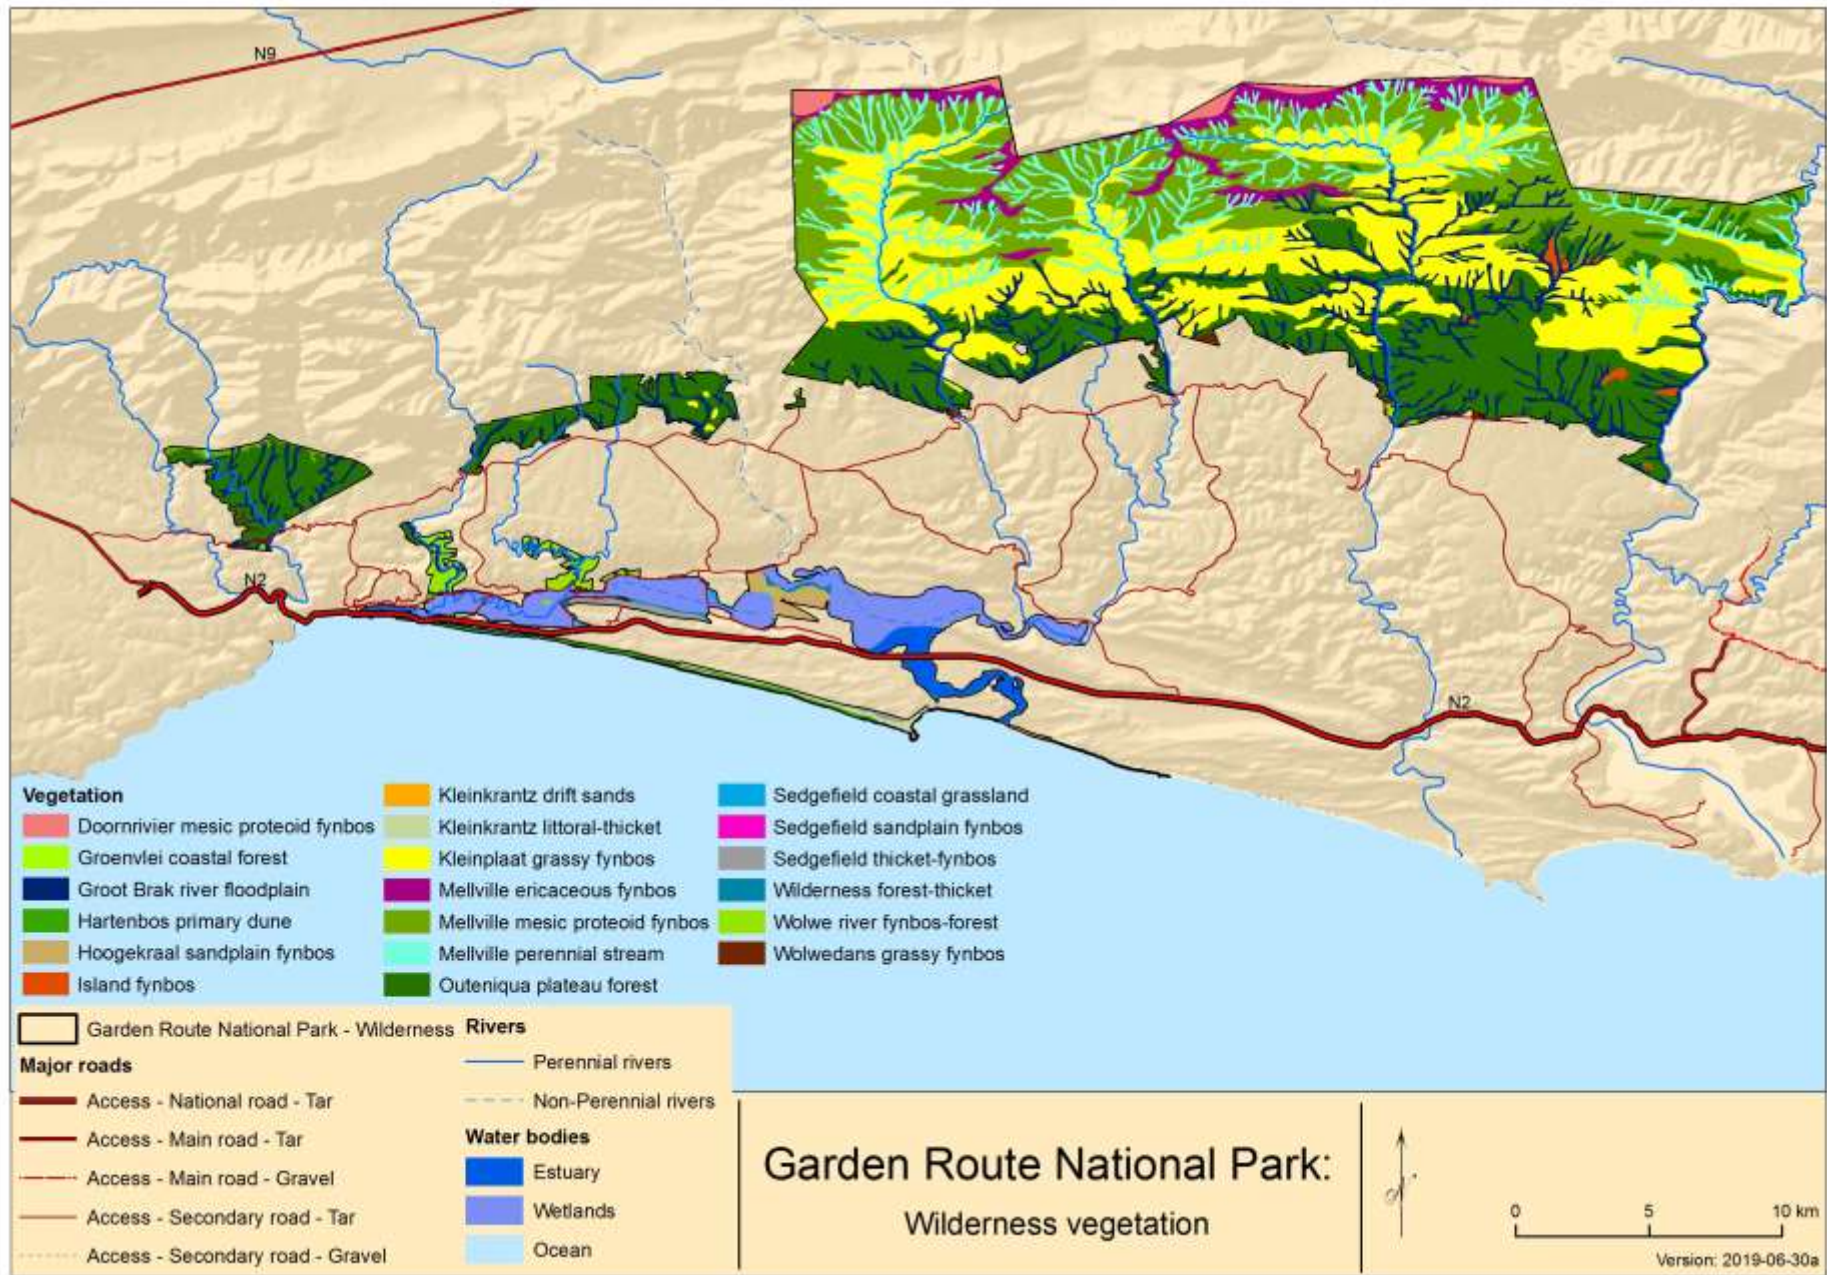 N9
N2
N2
Vegetation
Doornrivier mesic proteoid fynbos
Groenvlei coastal forest
Groot Brak river floodplain
Hartenbos primary dune
Hoogekraal sandplain fynbos
Island fynbos
Kleinkrantz drift sands
Kleinkrantz littoral-thicket
Kleinplaat grassy fynbos
Mellville ericaceous fynbos
Mellville mesic proteoid fynbos
Mellville perennial stream
Outeniqua plateau forest
Sedgefield coastal grassland
Sedgefield sandplain fynbos
Sedgefield thicket-fynbos
Wilderness forest-thicket
Wolwe river fynbos-forest
Wolwedans grassy fynbos
Garden Route National Park - Wilderness
Major roads
Access - National road - Tar
Access - Main road - Tar
Access - Main road - Gravel
Access - Secondary road - Tar
Access - Secondary road - Gravel
Rivers
Perennial rivers
Non-Perennial rivers
Water bodies
Estuary
Wetlands
Ocean
Garden Route National Park:
Wilderness vegetation
N
0 5 10 km
Version: 2019-06-30a